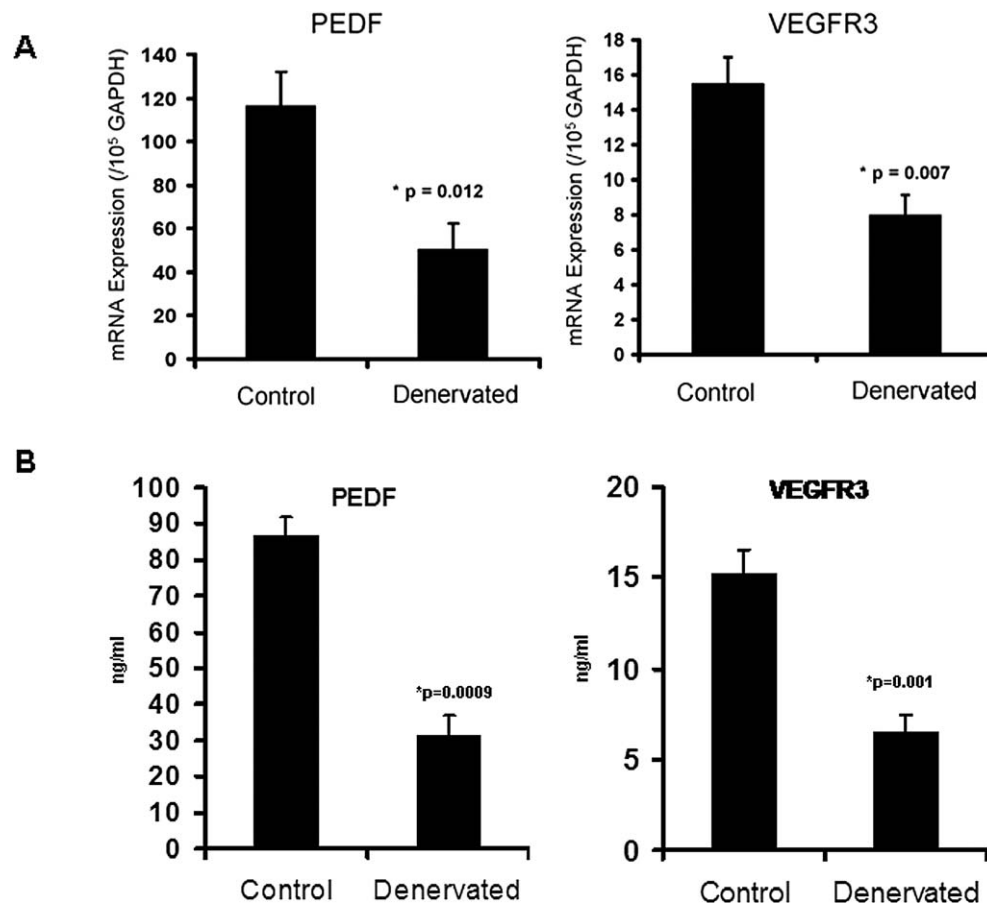 A
PEDF
mRNA Expression (/10⁵ GAPDH)
140
120
100
80
60
40
20
0
* p = 0.012
Control Denervated
VEGFR3
mRNA Expression (/10⁵ GAPDH)
18
16
14
12
10
8
6
4
2
0
* p = 0.007
Control Denervated
B
PEDF
ng/ml
100
90
80
70
60
50
40
30
20
10
0
*p=0.0009
Control Denervated
VEGFR3
ng/ml
20
15
10
5
0
*p=0.001
Control Denervated